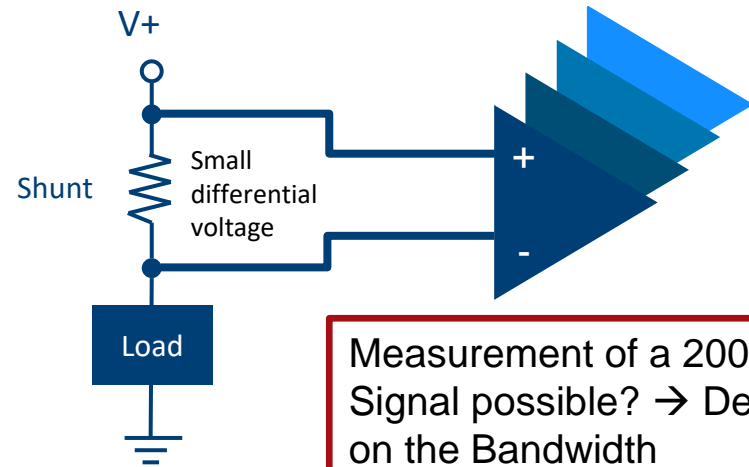 V+
Shunt
Small
differential
voltage
+
-
Load
Measurement of a 200
Signal possible? → De
on the Bandwidth